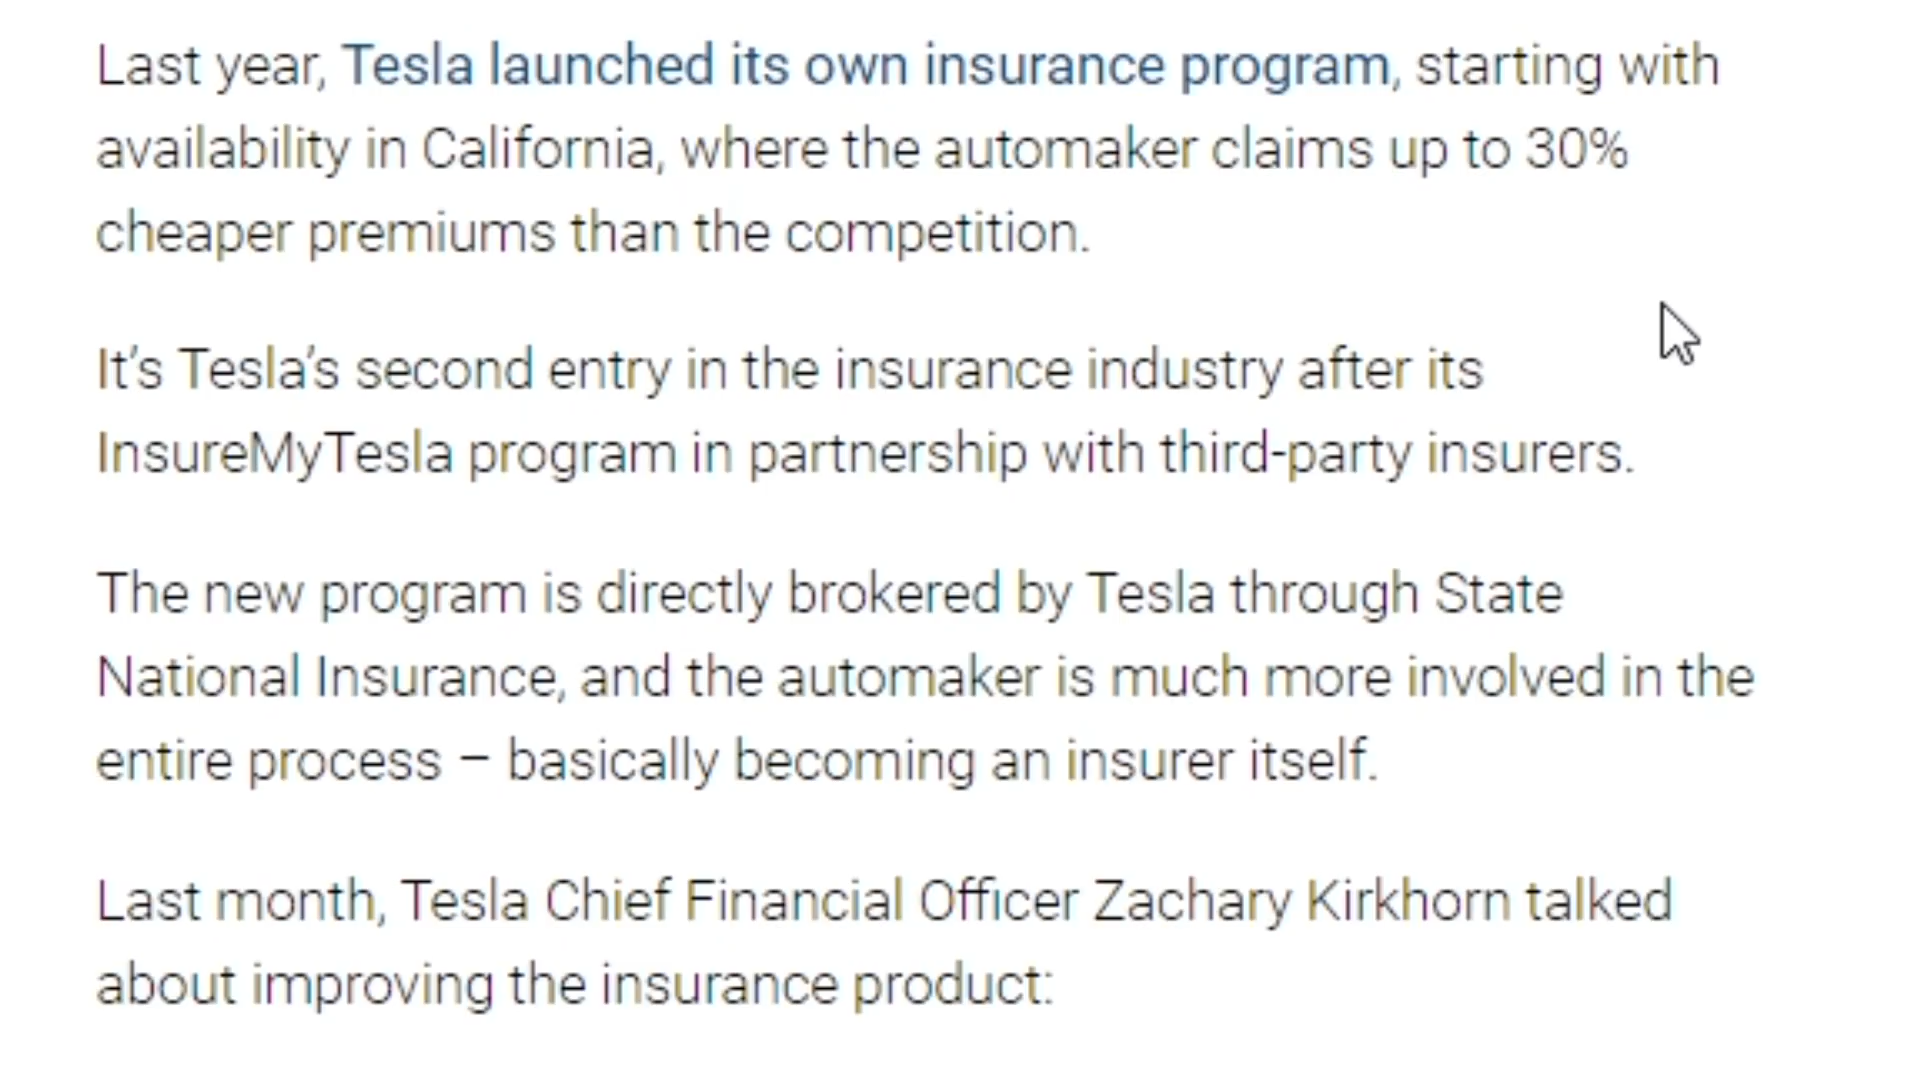 Last year, Tesla launched its own insurance program, starting with
availability in California, where the automaker claims up to 30%
cheaper premiums than the competition.
It’s Tesla’s second entry in the insurance industry after its
InsureMyTesla program in partnership with third-party insurers.
The new program is directly brokered by Tesla through State
National Insurance, and the automaker is much more involved in the
entire process – basically becoming an insurer itself.
Last month, Tesla Chief Financial Officer Zachary Kirkhorn talked
about improving the insurance product: